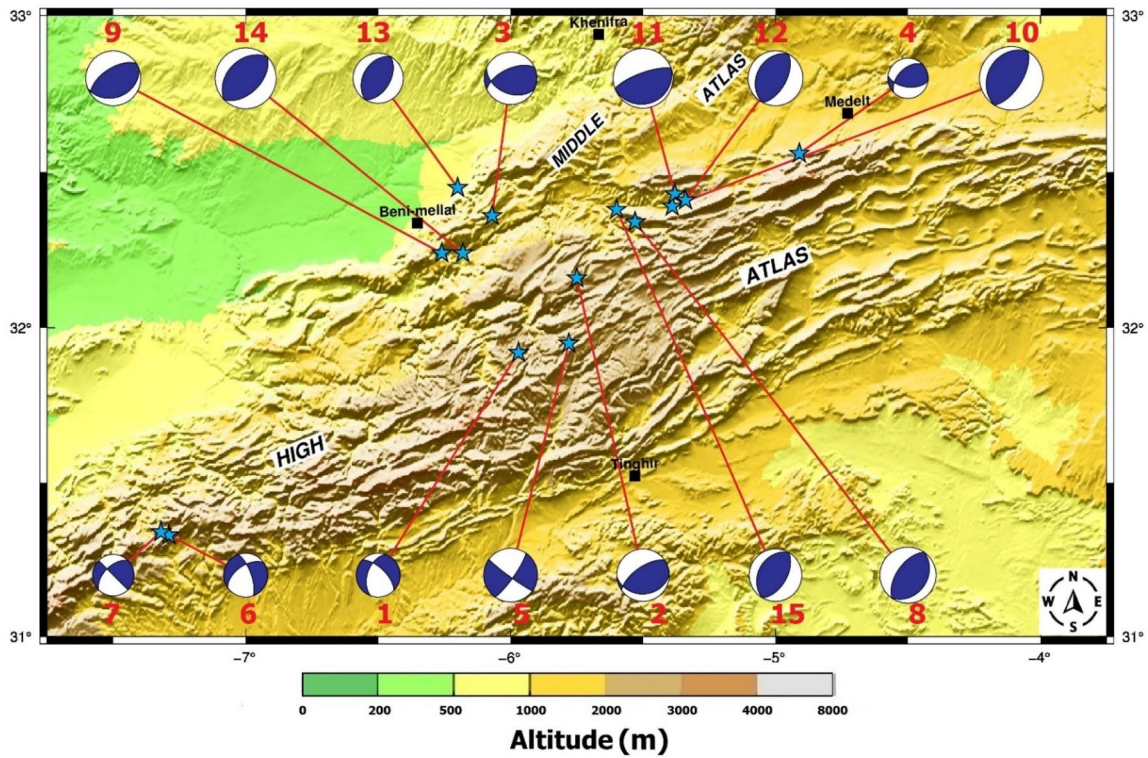 33°
33°
9
14
13
3
Khenifra
11
12
4
10
ATLAS
Medelt
MIDDLE
Beni-mellal
ATLAS
32°
32°
HIGH
Tinghir
7
6
1
5
2
15
8
N
W
E
S
31°
31°
−7
−6
−5
−4
0
200
500
1000
2000
3000
4000
8000
Altitude (m)